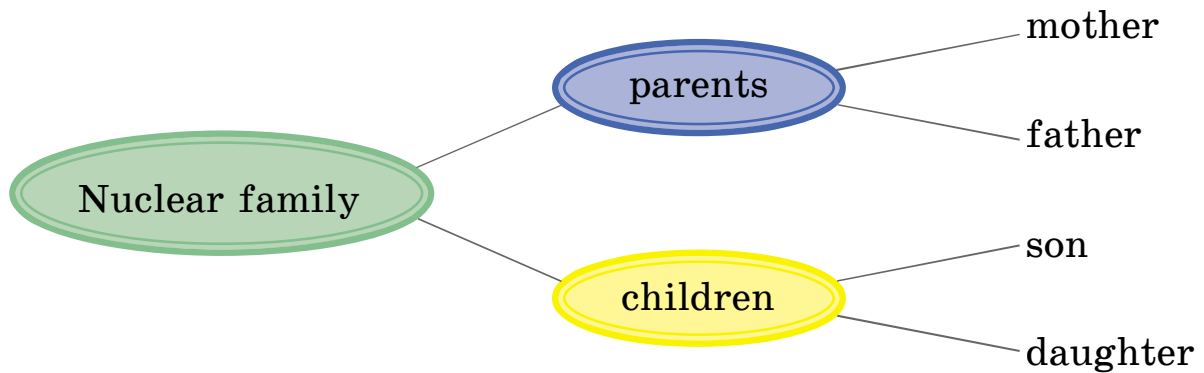 Nuclear family
parents
mother
father
children
son
daughter